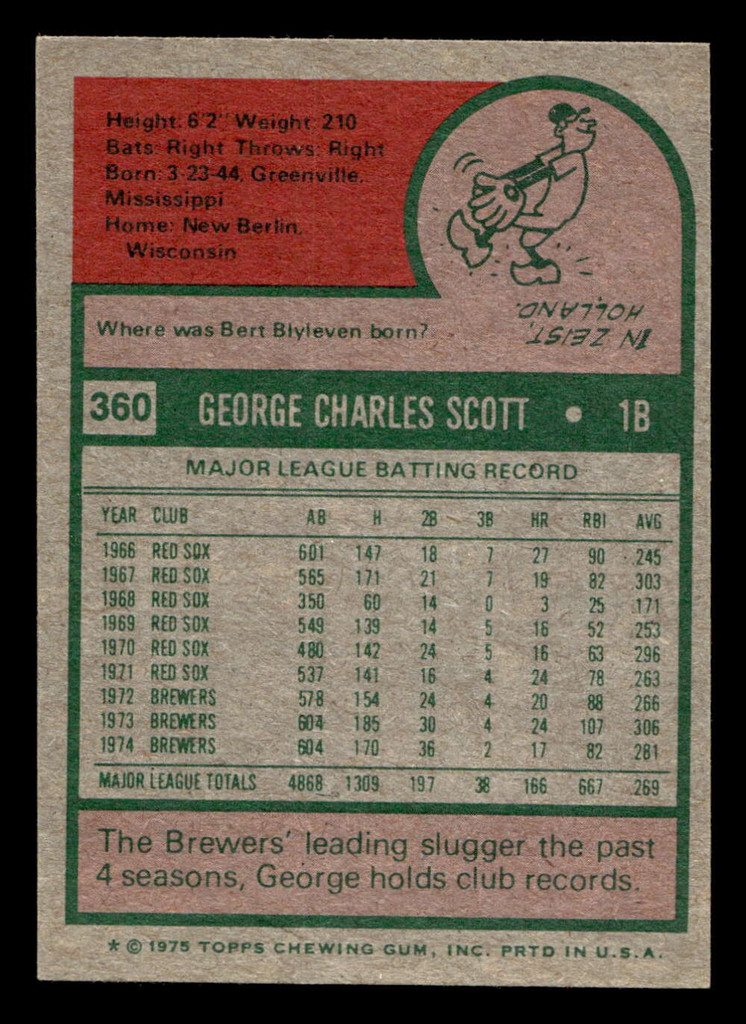 Height: 6'2" Weight: 210
Bats: Right Throws: Right
Born: 3-23-44, Greenville,
Mississippi
Home: New Berlin,
Wisconsin
Where was Bert Blyleven born?
IN ZEIST,
HOLLAND.
360 GEORGE CHARLES SCOTT • 1B
MAJOR LEAGUE BATTING RECORD
YEAR CLUB AB H 2B 3B HR RBI AVG
1966 RED SOX 601 147 18 7 27 90 .245
1967 RED SOX 565 171 21 7 19 82 .303
1968 RED SOX 350 60 14 0 3 25 .171
1969 RED SOX 549 139 14 5 16 52 .253
1970 RED SOX 480 142 24 5 16 63 .296
1971 RED SOX 537 141 16 4 24 78 .263
1972 BREWERS 578 154 24 4 20 88 .266
1973 BREWERS 604 185 30 4 24 107 .306
1974 BREWERS 604 170 36 2 17 82 .281
MAJOR LEAGUE TOTALS 4868 1309 197 38 166 667 .269
The Brewers' leading slugger the past
4 seasons, George holds club records.
* © 1975 TOPPS CHEWING GUM, INC. PRTD IN U.S.A.